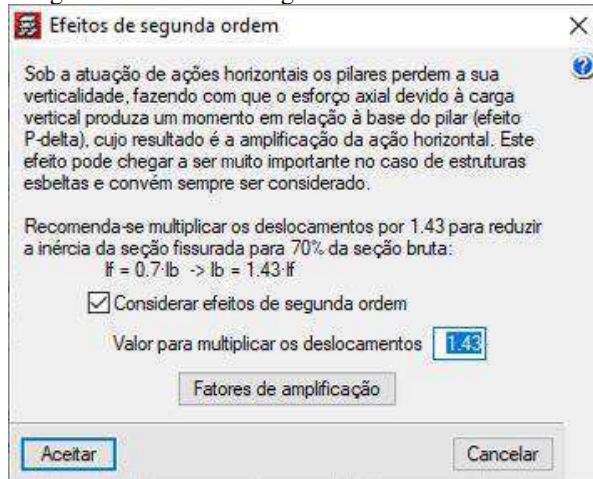 Efeitos de segunda ordem
Sob a atuação de ações horizontais os pilares perdem a sua
verticalidade, fazendo com que o esforço axial devido à carga
vertical produza um momento em relação à base do pilar (efeito
P-delta), cujo resultado é a amplificação da ação horizontal. Este
efeito pode chegar a ser muito importante no caso de estruturas
esbeltas e convém sempre ser considerado.
Recomenda-se multiplicar os deslocamentos por 1.43 para reduzir
a inércia da seção fissurada para 70% da seção bruta:
If = 0.7·Ib -> Ib = 1.43·If
Considerar efeitos de segunda ordem
Valor para multiplicar os deslocamentos 1.43
Fatores de amplificação
Aceitar Cancelar